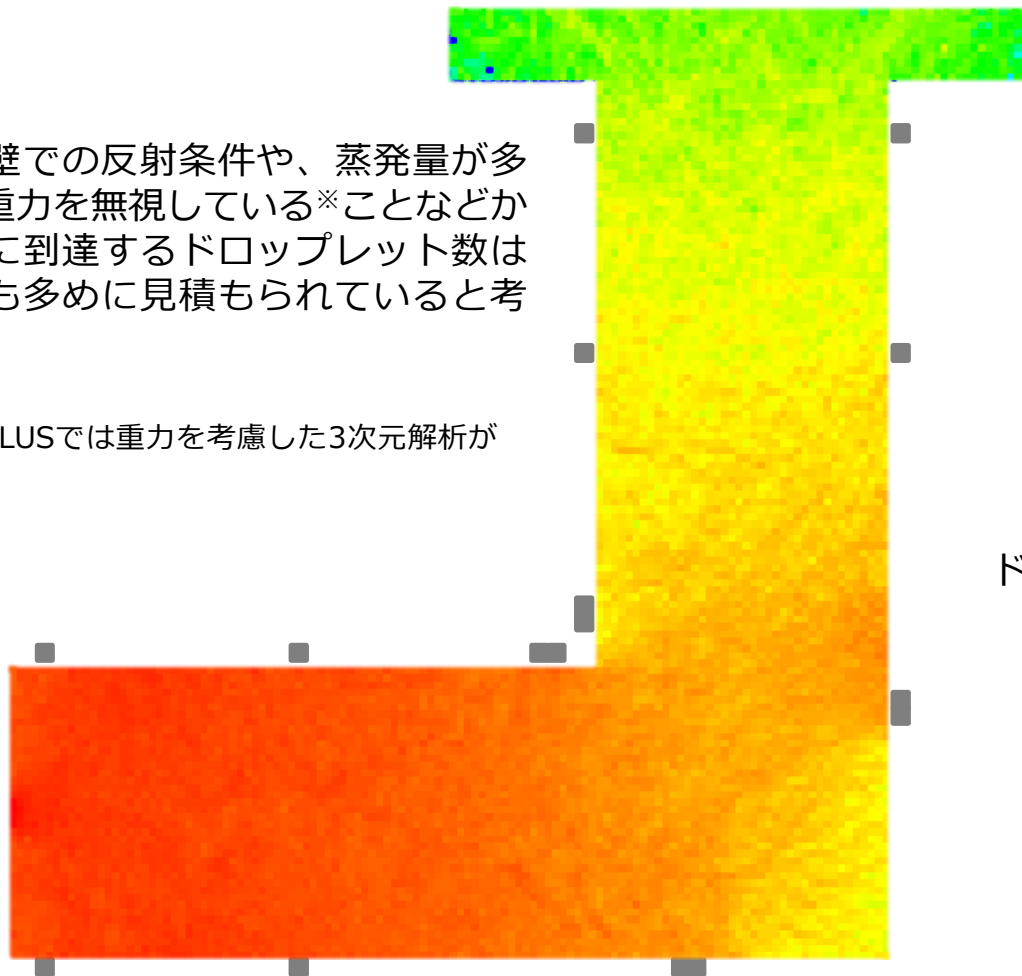 壁での反射条件や、蒸発量が多
重力を無視している※ことなどか
に到達するドロップレット数は
も多めに見積もられていると考
LUSでは重力を考慮した3次元解析が
ド